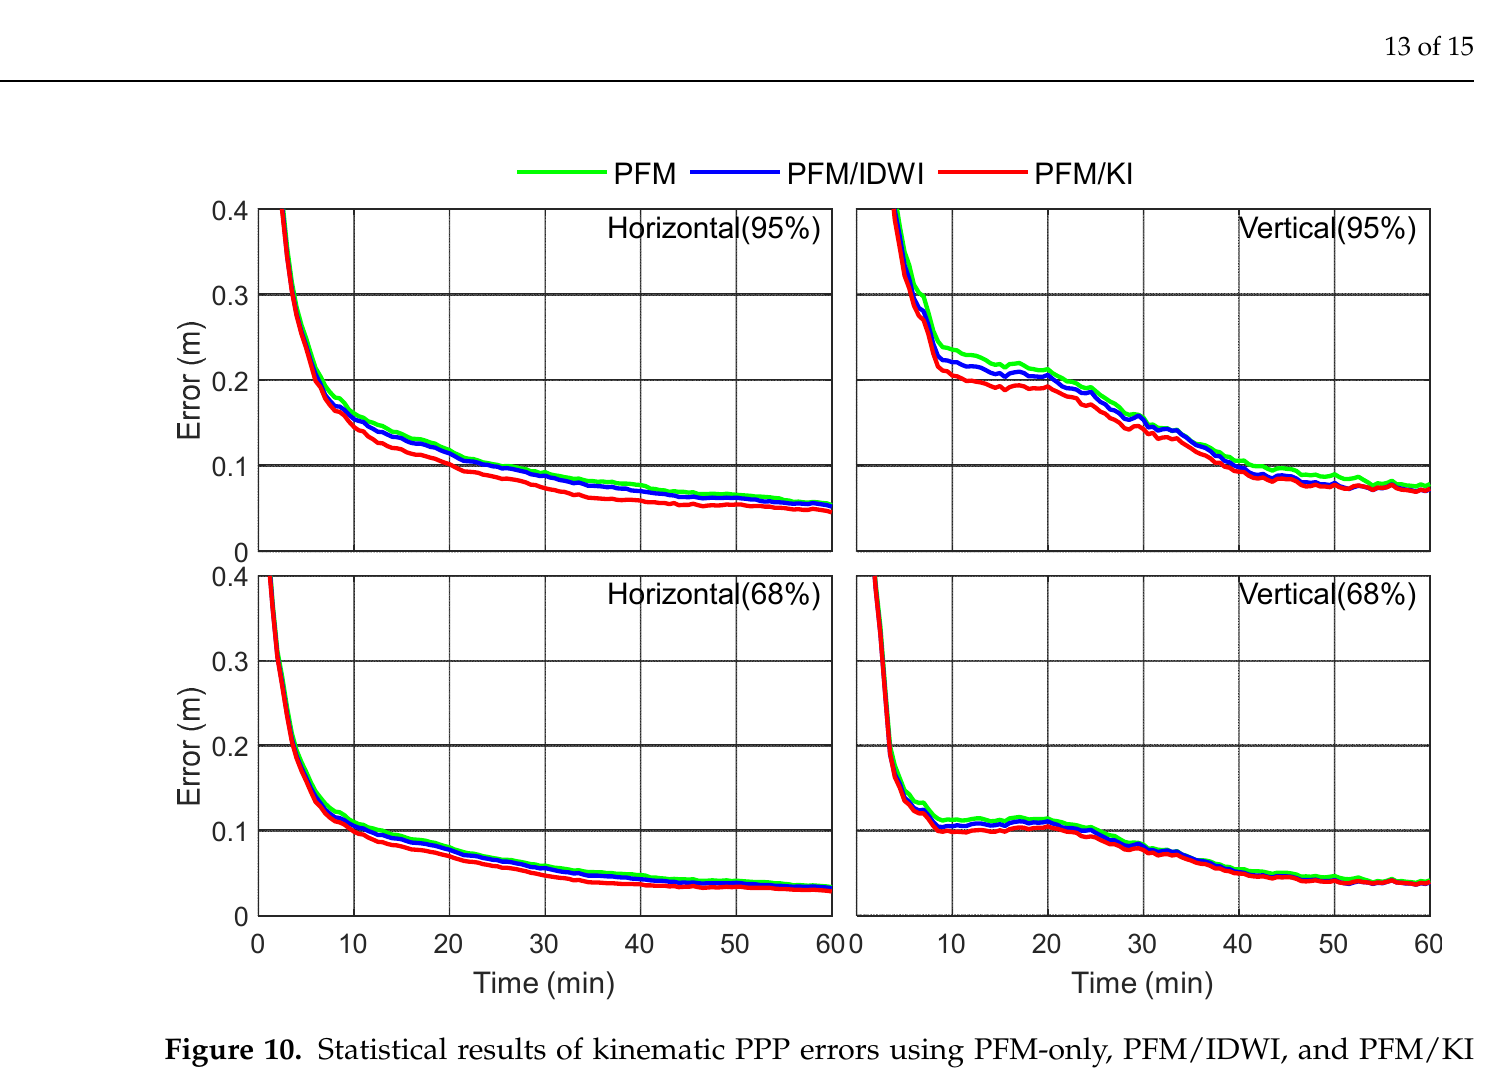 13 of 15
PFM PFM/IDWI PFM/KI
Horizontal(95%)
Vertical(95%)
Error (m)
0.4
0.3
0.2
0.1
0
Horizontal(68%)
Vertical(68%)
Error (m)
0.4
0.3
0.2
0.1
0
0 10 20 30 40 50 60 0 10 20 30 40 50 60
Time (min) Time (min)
Figure 10. Statistical results of kinematic PPP errors using PFM-only, PFM/IDWI, and PFM/KI